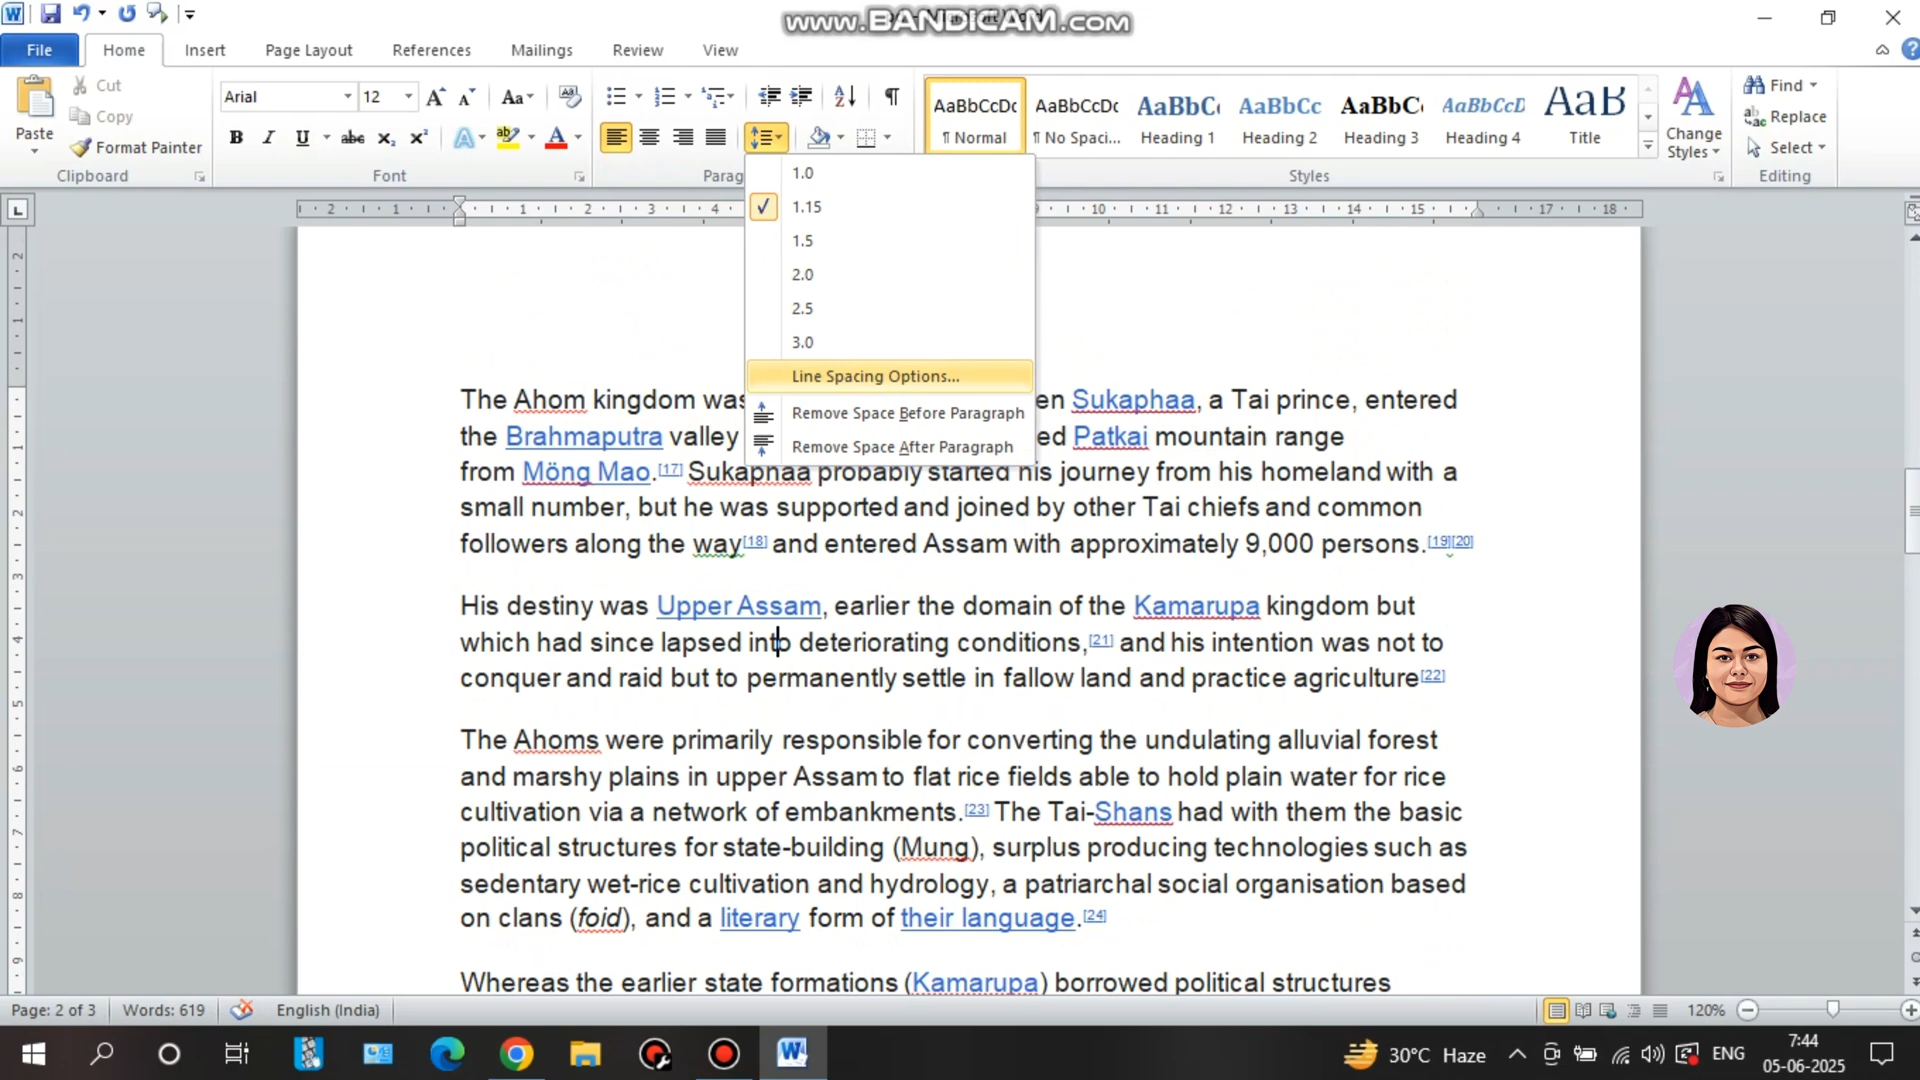 www.BANDICAM.com
File Home Insert Page Layout References Mailings Review View
Paste
Cut
Copy
Format Painter
Clipboard
Arial 12
Font
Parag
AaBbCcDc AaBbCcDc AaBbC( AaBbCc AaBbC( AaBbCcD AaB
¶ Normal ¶ No Spaci... Heading 1 Heading 2 Heading 3 Heading 4 Title
Change Styles
Styles
Find
Replace
Select
Editing
1.0
1.15
1.5
2.0
2.5
3.0
Line Spacing Options...
Remove Space Before Paragraph
Remove Space After Paragraph
The Ahom kingdom was en Sukaphaa, a Tai prince, entered
the Brahmaputra valley ed Patkai mountain range
from Möng Mao.[17] Sukaphaa probably started his journey from his homeland with a
small number, but he was supported and joined by other Tai chiefs and common
followers along the way[18] and entered Assam with approximately 9,000 persons.[19][20]
His destiny was Upper Assam, earlier the domain of the Kamarupa kingdom but
which had since lapsed into deteriorating conditions,[21] and his intention was not to
conquer and raid but to permanently settle in fallow land and practice agriculture[22]
The Ahoms were primarily responsible for converting the undulating alluvial forest
and marshy plains in upper Assam to flat rice fields able to hold plain water for rice
cultivation via a network of embankments.[23] The Tai-Shans had with them the basic
political structures for state-building (Mung), surplus producing technologies such as
sedentary wet-rice cultivation and hydrology, a patriarchal social organisation based
on clans (foid), and a literary form of their language.[24]
Whereas the earlier state formations (Kamarupa) borrowed political structures
Page: 2 of 3 Words: 619 English (India) 120%
30°C Haze ENG
7:44
05-06-2025